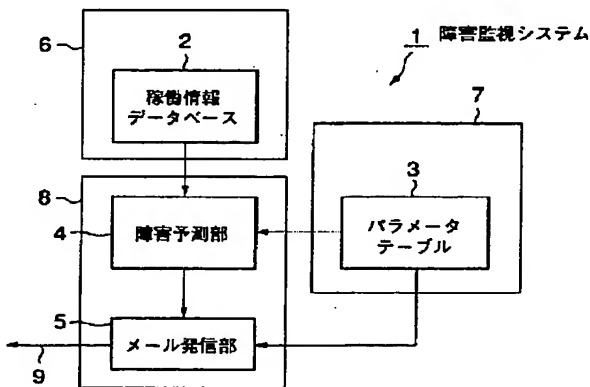 6
2
稼働情報
データベース
1 障害監視システム
7
8
4
障害予測部
3
パラメータ
テーブル
5
メール発信部
9